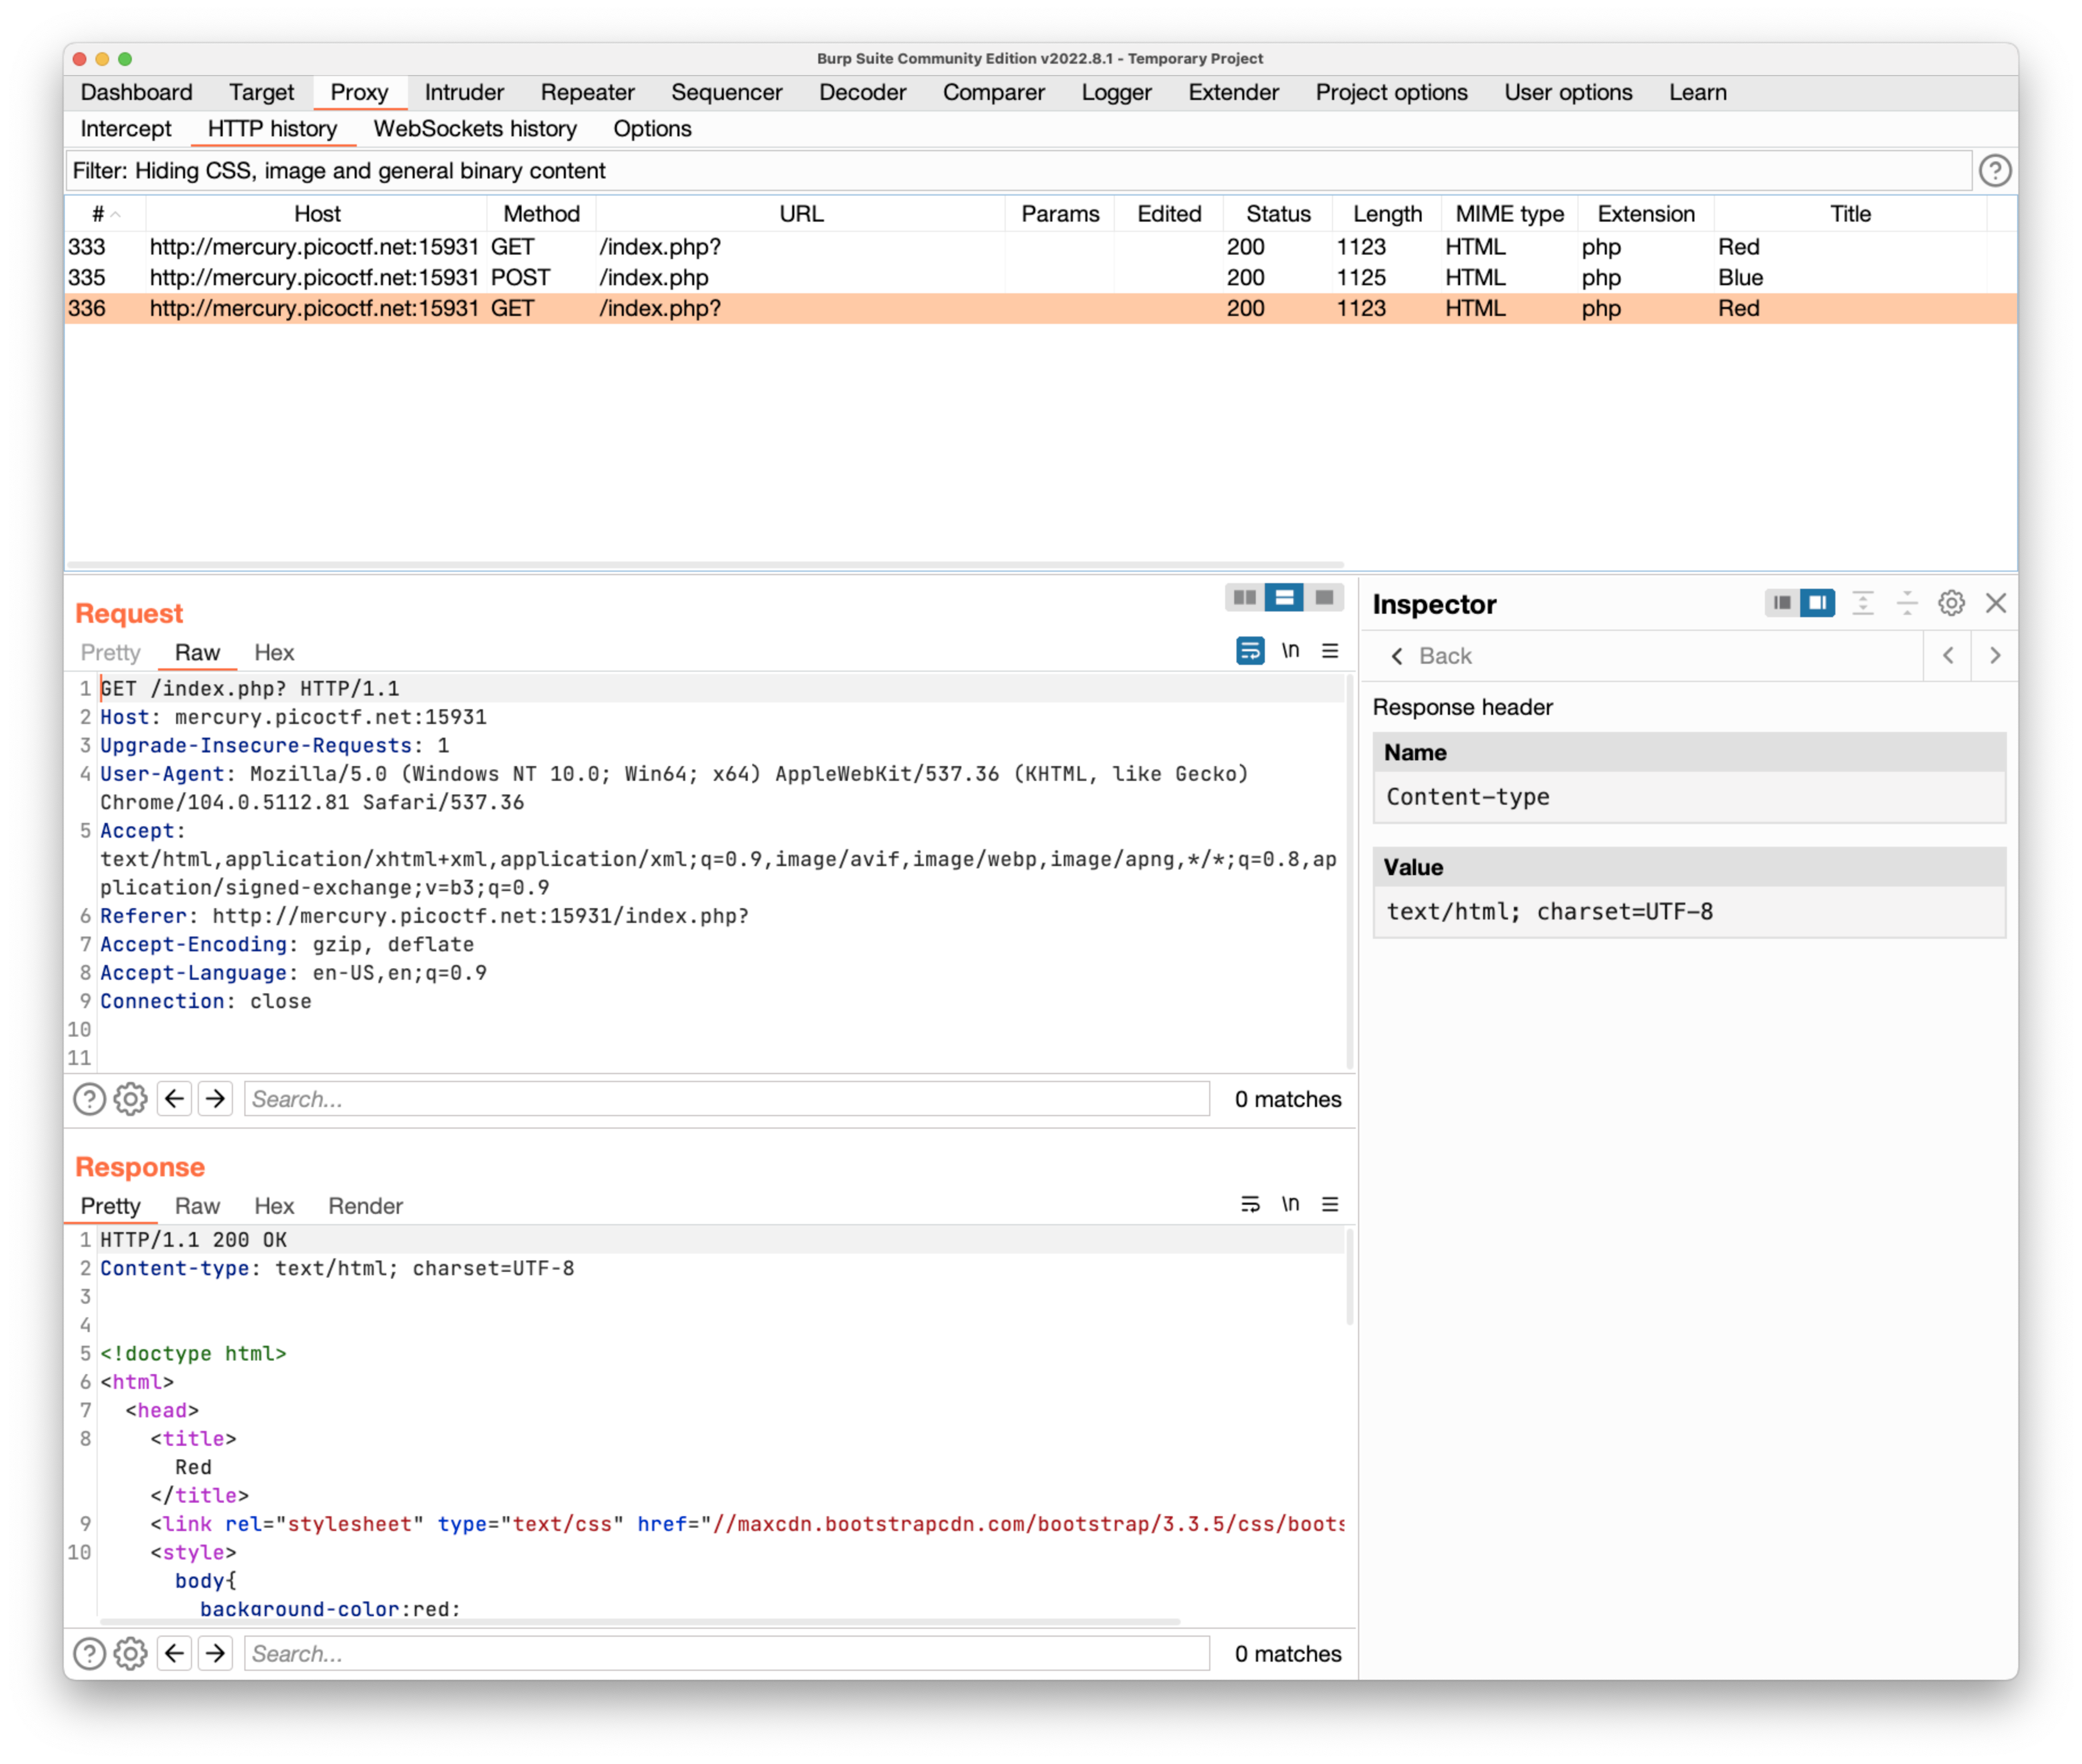 Burp Suite Community Edition v2022.8.1 - Temporary Project
Dashboard Target Proxy Intruder Repeater Sequencer Decoder Comparer Logger Extender Project options User options Learn
Intercept HTTP history WebSockets history Options
Filter: Hiding CSS, image and general binary content
# Host Method URL Params Edited Status Length MIME type Extension Title
333 http://mercury.picoctf.net:15931 GET /index.php? 200 1123 HTML php Red
335 http://mercury.picoctf.net:15931 POST /index.php 200 1125 HTML php Blue
336 http://mercury.picoctf.net:15931 GET /index.php? 200 1123 HTML php Red
Request
Pretty Raw Hex
\n
1 GET /index.php? HTTP/1.1
2 Host: mercury.picoctf.net:15931
3 Upgrade-Insecure-Requests: 1
4 User-Agent: Mozilla/5.0 (Windows NT 10.0; Win64; x64) AppleWebKit/537.36 (KHTML, like Gecko)
Chrome/104.0.5112.81 Safari/537.36
5 Accept:
text/html,application/xhtml+xml,application/xml;q=0.9,image/avif,image/webp,image/apng,*/*;q=0.8,ap
plication/signed-exchange;v=b3;q=0.9
6 Referer: http://mercury.picoctf.net:15931/index.php?
7 Accept-Encoding: gzip, deflate
8 Accept-Language: en-US,en;q=0.9
9 Connection: close
10
11
? Search... 0 matches
Response
Pretty Raw Hex Render
\n
1 HTTP/1.1 200 OK
2 Content-type: text/html; charset=UTF-8
3
4
5 <!doctype html>
6 <html>
7 <head>
8 <title>
Red
</title>
9 <link rel="stylesheet" type="text/css" href="//maxcdn.bootstrapcdn.com/bootstrap/3.3.5/css/boots
10 <style>
body{
background-color:red;
? Search... 0 matches
Inspector
Back
Response header
Name
Content-type
Value
text/html; charset=UTF-8